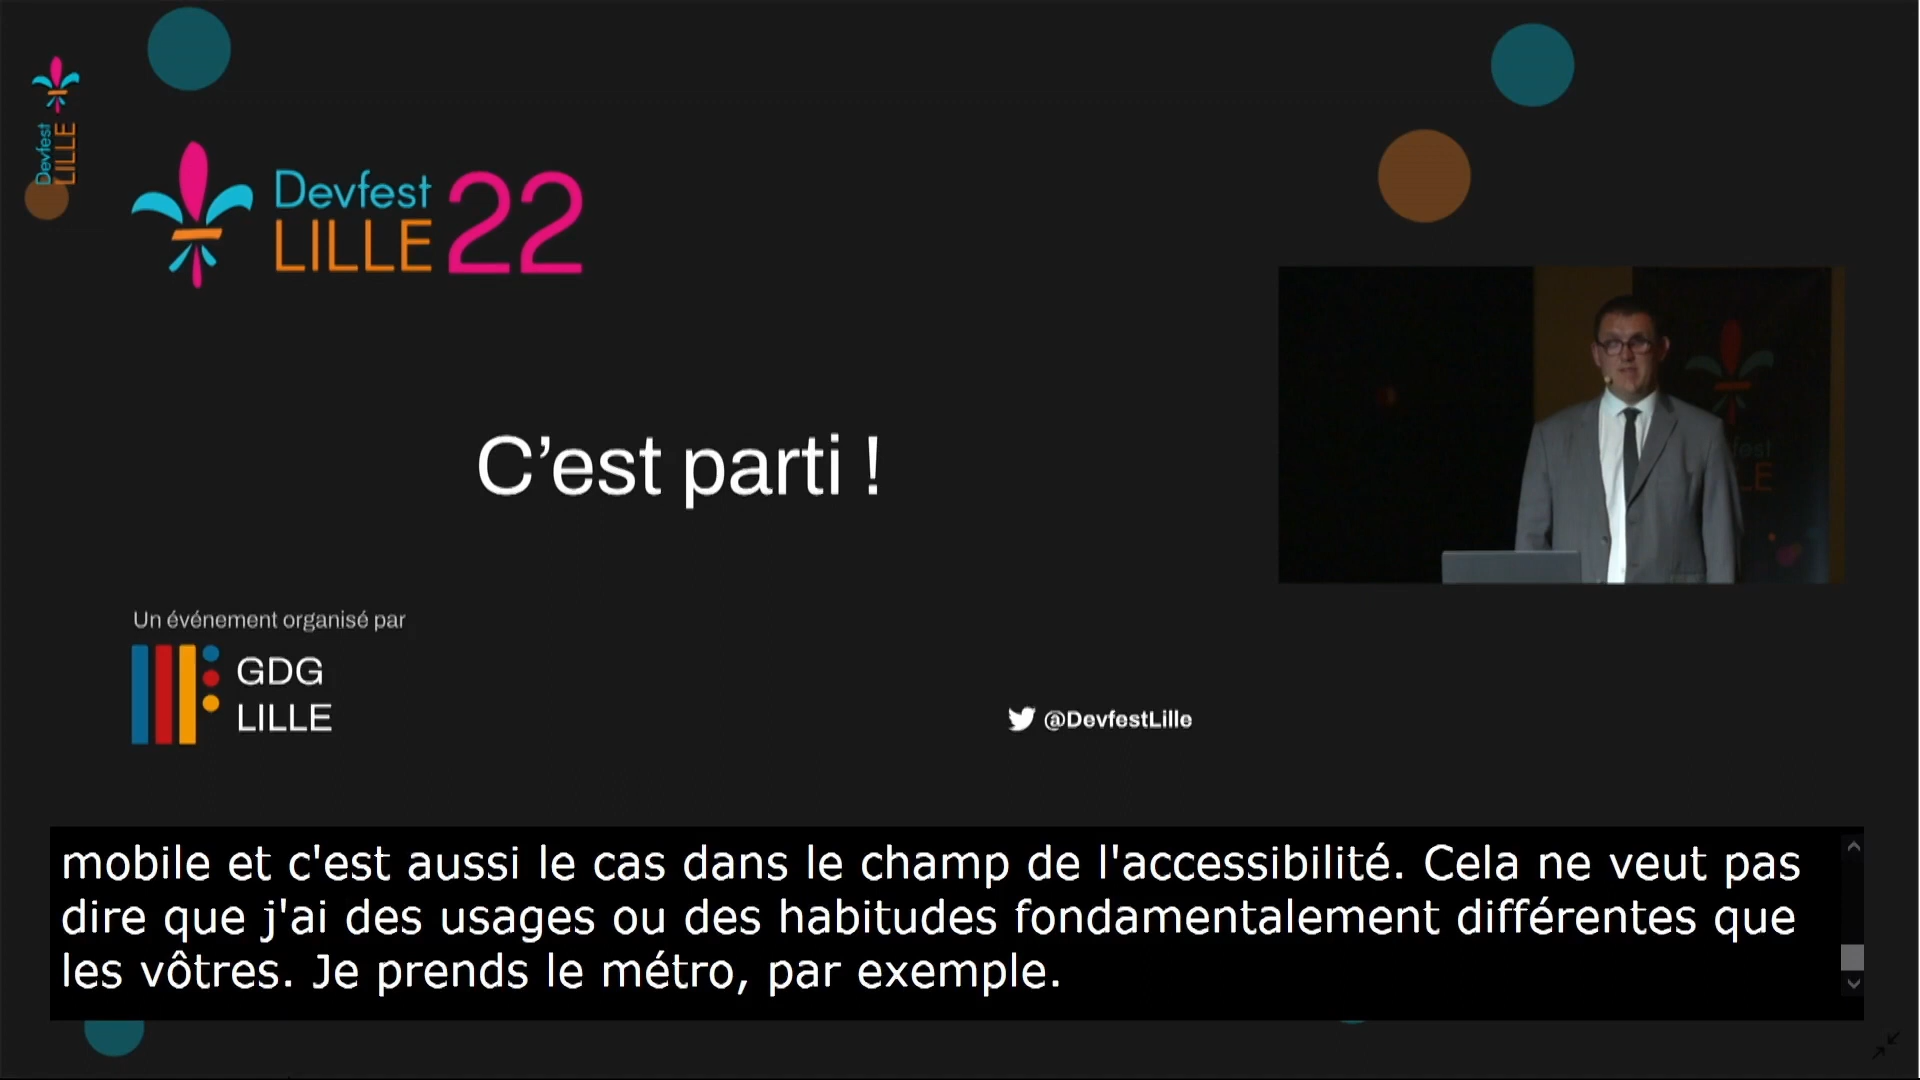 Devfest
LILLE
Devfest
LILLE 22
C’est parti !
Un événement organisé par
GDG
LILLE
@DevfestLille
mobile et c'est aussi le cas dans le champ de l'accessibilité. Cela ne veut pas
dire que j'ai des usages ou des habitudes fondamentalement différentes que
les vôtres. Je prends le métro, par exemple.